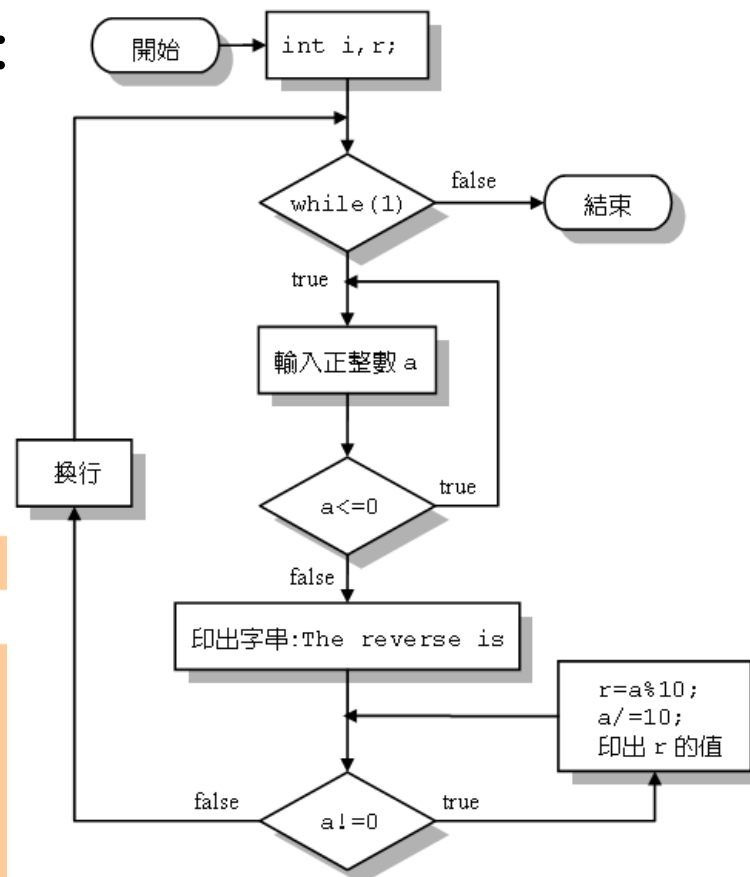 :
開始
int i,r;
while(1)
false
結束
true
輸入正整數 a
換行
a<=0
true
false
印出字串:The reverse is
r=a%10;
a/=10;
印出 r 的值
false
a!=0
true